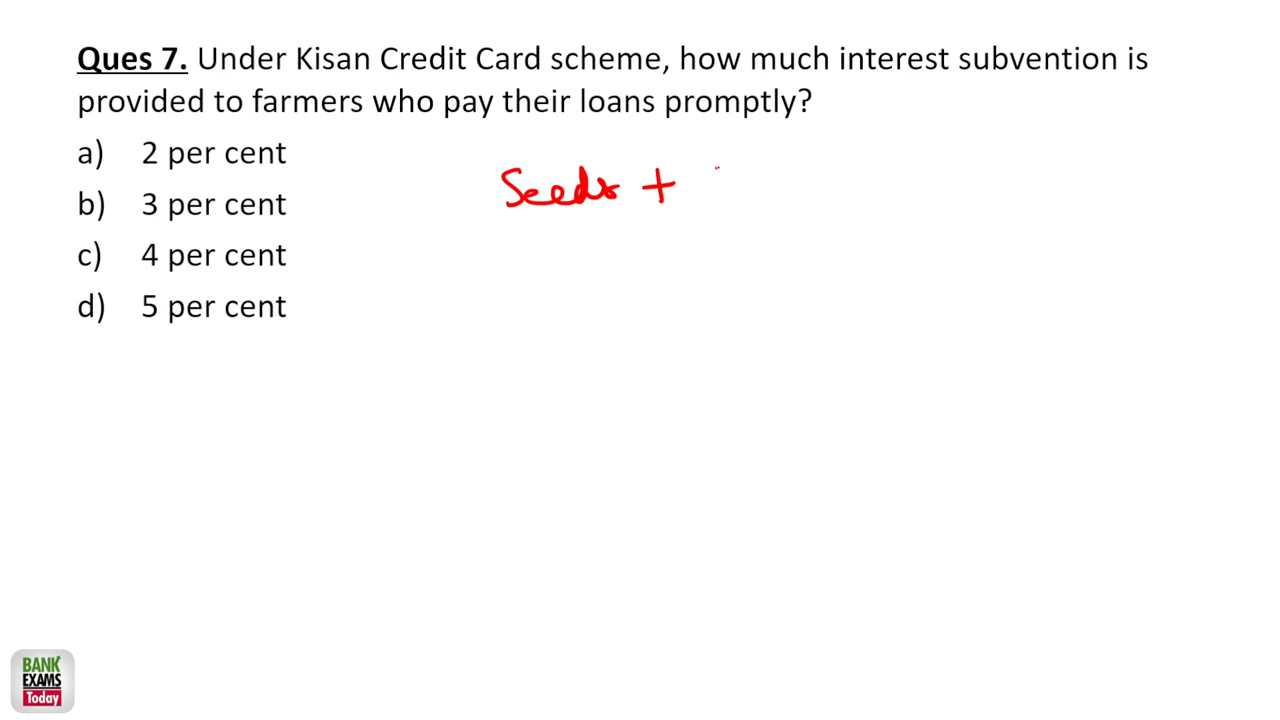 Ques 7. Under Kisan Credit Card scheme, how much interest subvention is
provided to farmers who pay their loans promptly?
a) 2 per cent
Seeds +
b) 3 per cent
c) 4 per cent
d) 5 per cent
BANK
EXAMS
Today